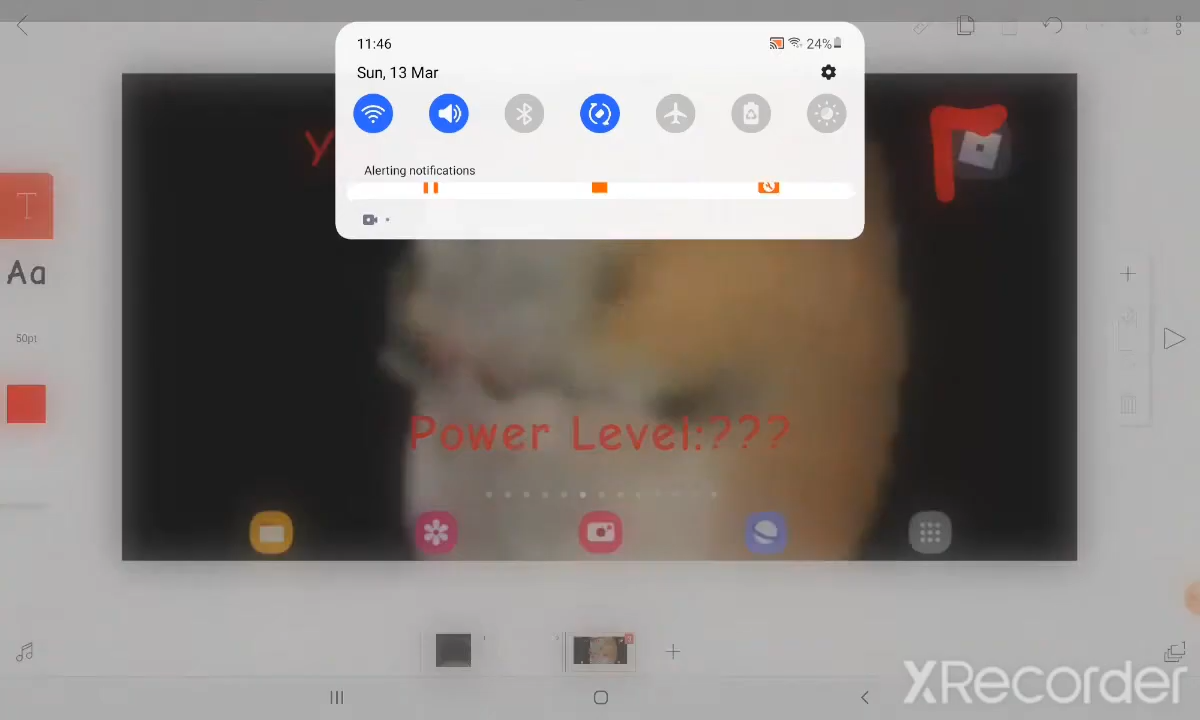 11:46
24%
Sun, 13 Mar
Y
Alerting notifications
T
Aa
50pt
Power Level:???
XRecorder